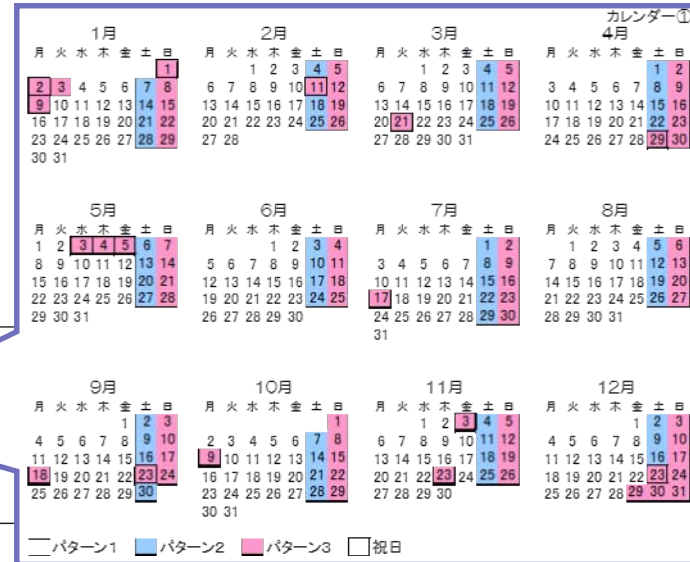 カレンダー①
1月 2月 3月 4月
月 火 水 木 金 土 日 月 火 水 木 金 土 日 月 火 水 木 金 土 日 月 火 水 木 金 土 日
1 1 2 3 4 5 1 2 3 4 5 1 2
2 3 4 5 6 7 8 6 7 8 9 10 11 12 6 7 8 9 10 11 12 3 4 5 6 7 8 9
9 10 11 12 13 14 15 13 14 15 16 17 18 19 13 14 15 16 17 18 19 10 11 12 13 14 15 16
16 17 18 19 20 21 22 20 21 22 23 24 25 26 20 21 22 23 24 25 26 17 18 19 20 21 22 23
23 24 25 26 27 28 29 27 28 27 28 29 30 31 24 25 26 27 28 29 30
30 31
5月 6月 7月 8月
月 火 水 木 金 土 日 月 火 水 木 金 土 日 月 火 水 木 金 土 日 月 火 水 木 金 土 日
1 2 3 4 5 6 7 1 2 3 4 1 2 1 2 3 4 5 6
8 9 10 11 12 13 14 5 6 7 8 9 10 11 3 4 5 6 7 8 9 7 8 9 10 11 12 13
15 16 17 18 19 20 21 12 13 14 15 16 17 18 10 11 12 13 14 15 16 14 15 16 17 18 19 20
22 23 24 25 26 27 28 19 20 21 22 23 24 25 17 18 19 20 21 22 23 21 22 23 24 25 26 27
29 30 31 26 27 28 29 30 24 25 26 27 28 29 30 28 29 30 31
31
9月 10月 11月 12月
月 火 水 木 金 土 日 月 火 水 木 金 土 日 月 火 水 木 金 土 日 月 火 水 木 金 土 日
1 2 3 1 1 2 3 4 5 1 2 3
4 5 6 7 8 9 10 2 3 4 5 6 7 8 6 7 8 9 10 11 12 4 5 6 7 8 9 10
11 12 13 14 15 16 17 9 10 11 12 13 14 15 13 14 15 16 17 18 19 11 12 13 14 15 16 17
18 19 20 21 22 23 24 16 17 18 19 20 21 22 20 21 22 23 24 25 26 18 19 20 21 22 23 24
25 26 27 28 29 30 23 24 25 26 27 28 29 27 28 29 30 25 26 27 28 29 30 31
30 31
パターン1 パターン2 パターン3 祝日